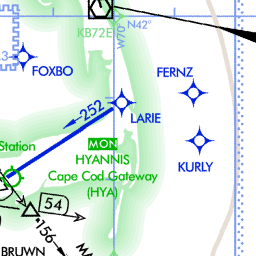 KB72E
N42°
W70°
FOXBO
FERNZ
252
LARIE
MON
HYANNIS
Cape Cod Gateway
(HYA)
KURLY
Station
54
156
BRUWN